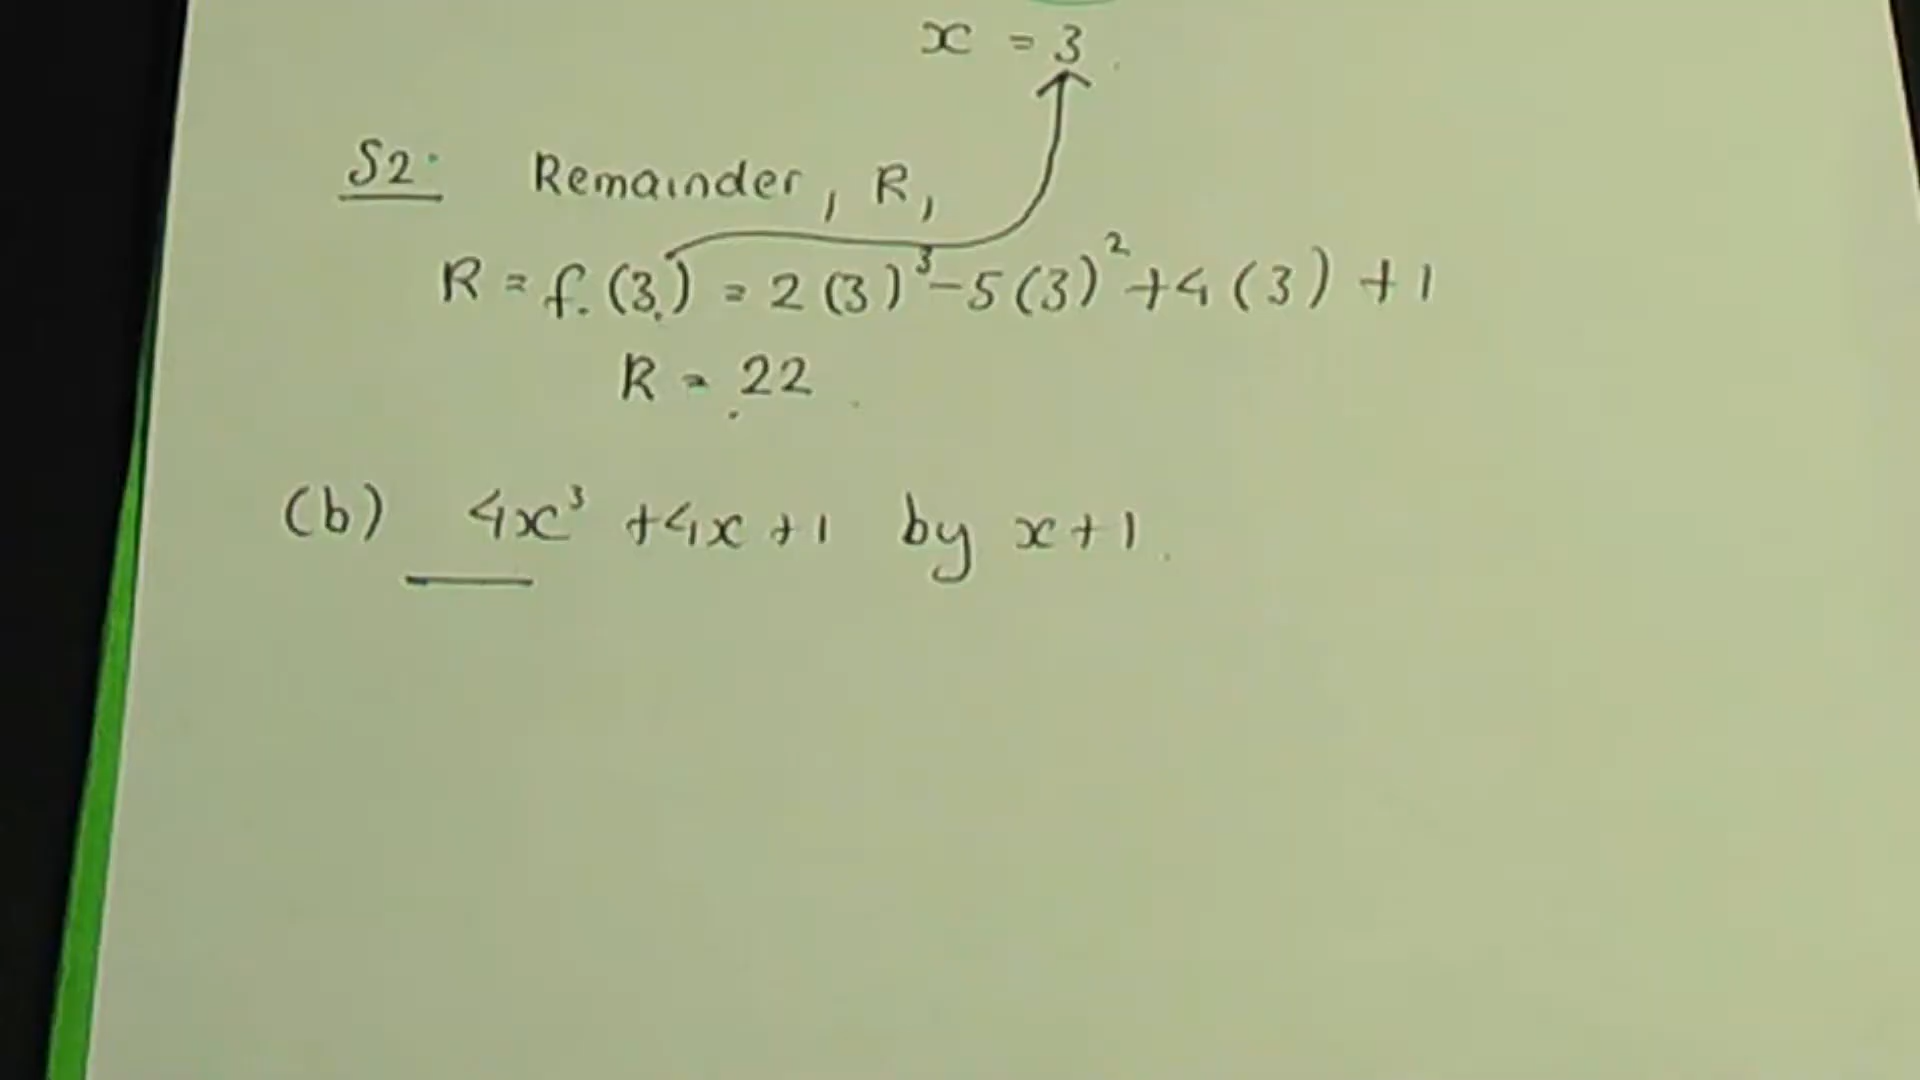 x = 3
S2: Remainder, R,
R = f(3) = 2(3)³-5(3)²+4(3)+1
R = 22
(b) 4x³+4x+1 by x+1.